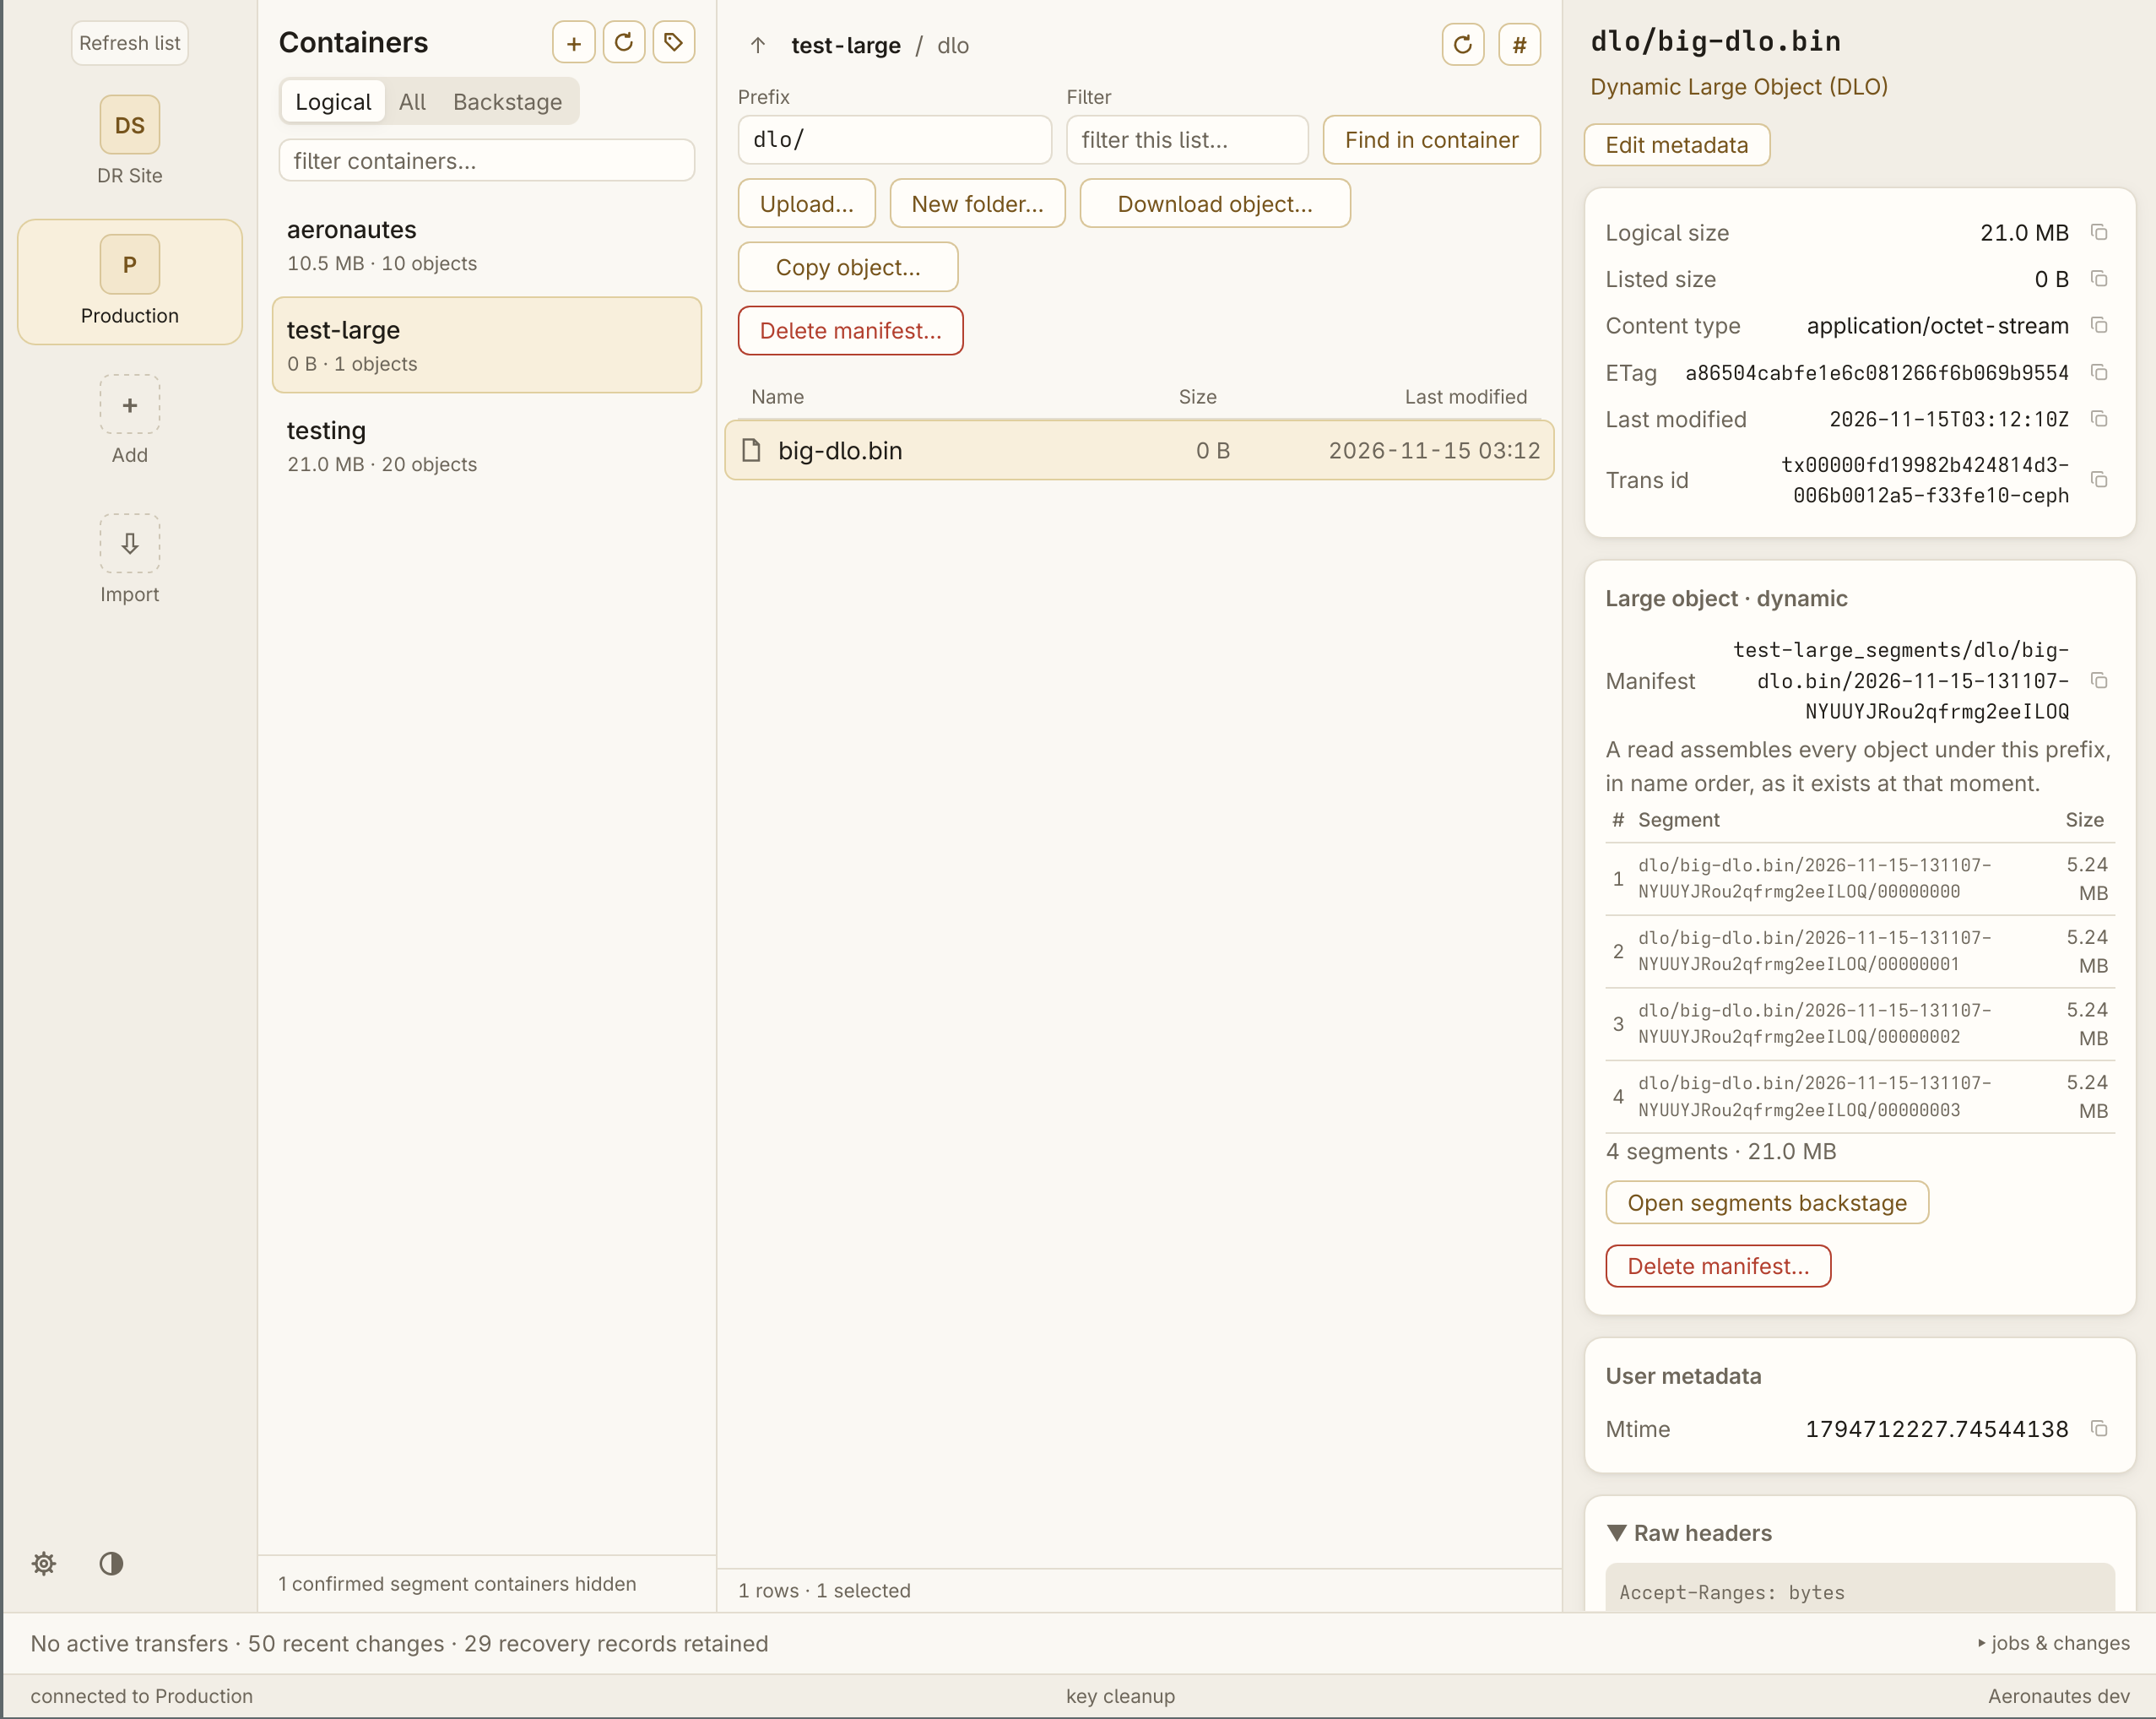 Refresh list
DS
DR Site
P
Production
+
Add
Import
Containers
+
Logical All Backstage
filter containers...
aeronautes
10.5 MB · 10 objects
test-large
0 B · 1 objects
testing
21.0 MB · 20 objects
1 confirmed segment containers hidden
↑ test-large / dlo
#
Prefix
Filter
dlo/
filter this list...
Find in container
Upload...
New folder...
Download object...
Copy object...
Delete manifest...
Name Size Last modified
big-dlo.bin 0 B 2026-11-15 03:12
1 rows · 1 selected
dlo/big-dlo.bin
Dynamic Large Object (DLO)
Edit metadata
Logical size 21.0 MB
Listed size 0 B
Content type application/octet-stream
ETag a86504cabfe1e6c081266f6b069b9554
Last modified 2026-11-15T03:12:10Z
Trans id tx00000fd19982b424814d3-
006b0012a5-f33fe10-ceph
Large object · dynamic
Manifest test-large_segments/dlo/big-
dlo.bin/2026-11-15-131107-
NYUUYJRou2qfrmg2eeILOQ
A read assembles every object under this prefix,
in name order, as it exists at that moment.
# Segment Size
1 dlo/big-dlo.bin/2026-11-15-131107- 5.24
NYUUYJRou2qfrmg2eeILOQ/00000000 MB
2 dlo/big-dlo.bin/2026-11-15-131107- 5.24
NYUUYJRou2qfrmg2eeILOQ/00000001 MB
3 dlo/big-dlo.bin/2026-11-15-131107- 5.24
NYUUYJRou2qfrmg2eeILOQ/00000002 MB
4 dlo/big-dlo.bin/2026-11-15-131107- 5.24
NYUUYJRou2qfrmg2eeILOQ/00000003 MB
4 segments · 21.0 MB
Open segments backstage
Delete manifest...
User metadata
Mtime 1794712227.74544138
▼ Raw headers
Accept-Ranges: bytes
No active transfers · 50 recent changes · 29 recovery records retained
▸ jobs & changes
connected to Production
key cleanup
Aeronautes dev